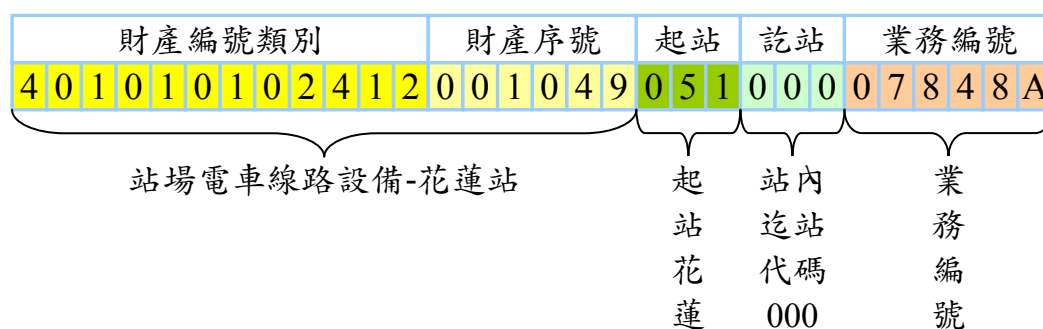 財產編號類別 財產序號 起站 訖站 業務編號
4 0 1 0 1 0 1 0 2 4 1 2 0 0 1 0 4 9 0 5 1 0 0 0 0 7 8 4 8 A
站場電車線路設備-花蓮站
起站花蓮
站內迄站代碼000
業務編號